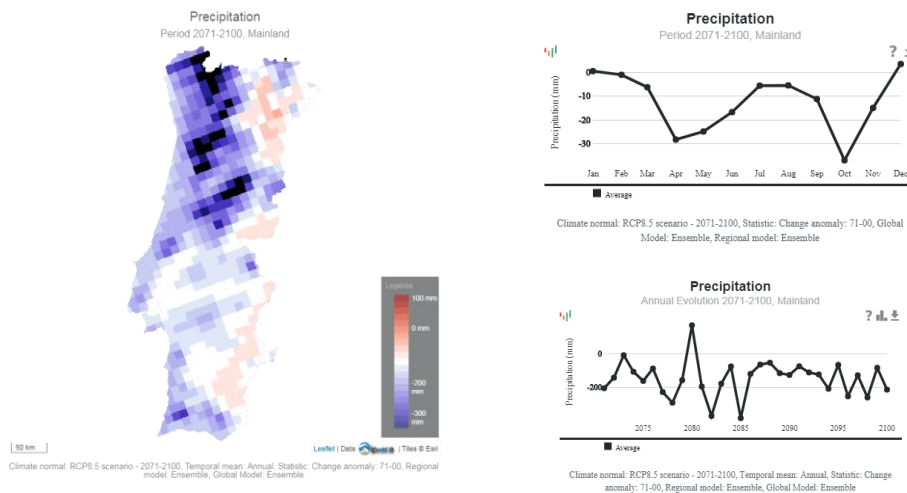 Precipitation
Period 2071-2100, Mainland
Legenda
100 mm
0 mm
-200
mm
-300
mm
50 km
Leaflet | Data
| Tiles © Esri
Climate normal: RCP8.5 scenario - 2071-2100, Temporal mean: Annual, Statistic: Change anomaly: 71-00, Regional
model: Ensemble, Global Model: Ensemble
Precipitation
Period 2071-2100, Mainland
?
Precipitation (mm)
0
-10
-20
-30
Jan Feb Mar Apr May Jun Jul Aug Sep Oct Nov Dec
Average
Climate normal: RCP8.5 scenario - 2071-2100, Statistic: Change anomaly: 71-00, Global
Model: Ensemble, Regional model: Ensemble
Precipitation
Annual Evolution 2071-2100, Mainland
?
Precipitation (mm)
0
-200
2075 2080 2085 2090 2095 2100
Average
Climate normal: RCP8.5 scenario - 2071-2100, Temporal mean: Annual, Statistic: Change
anomaly: 71-00, Regional model: Ensemble, Global Model: Ensemble